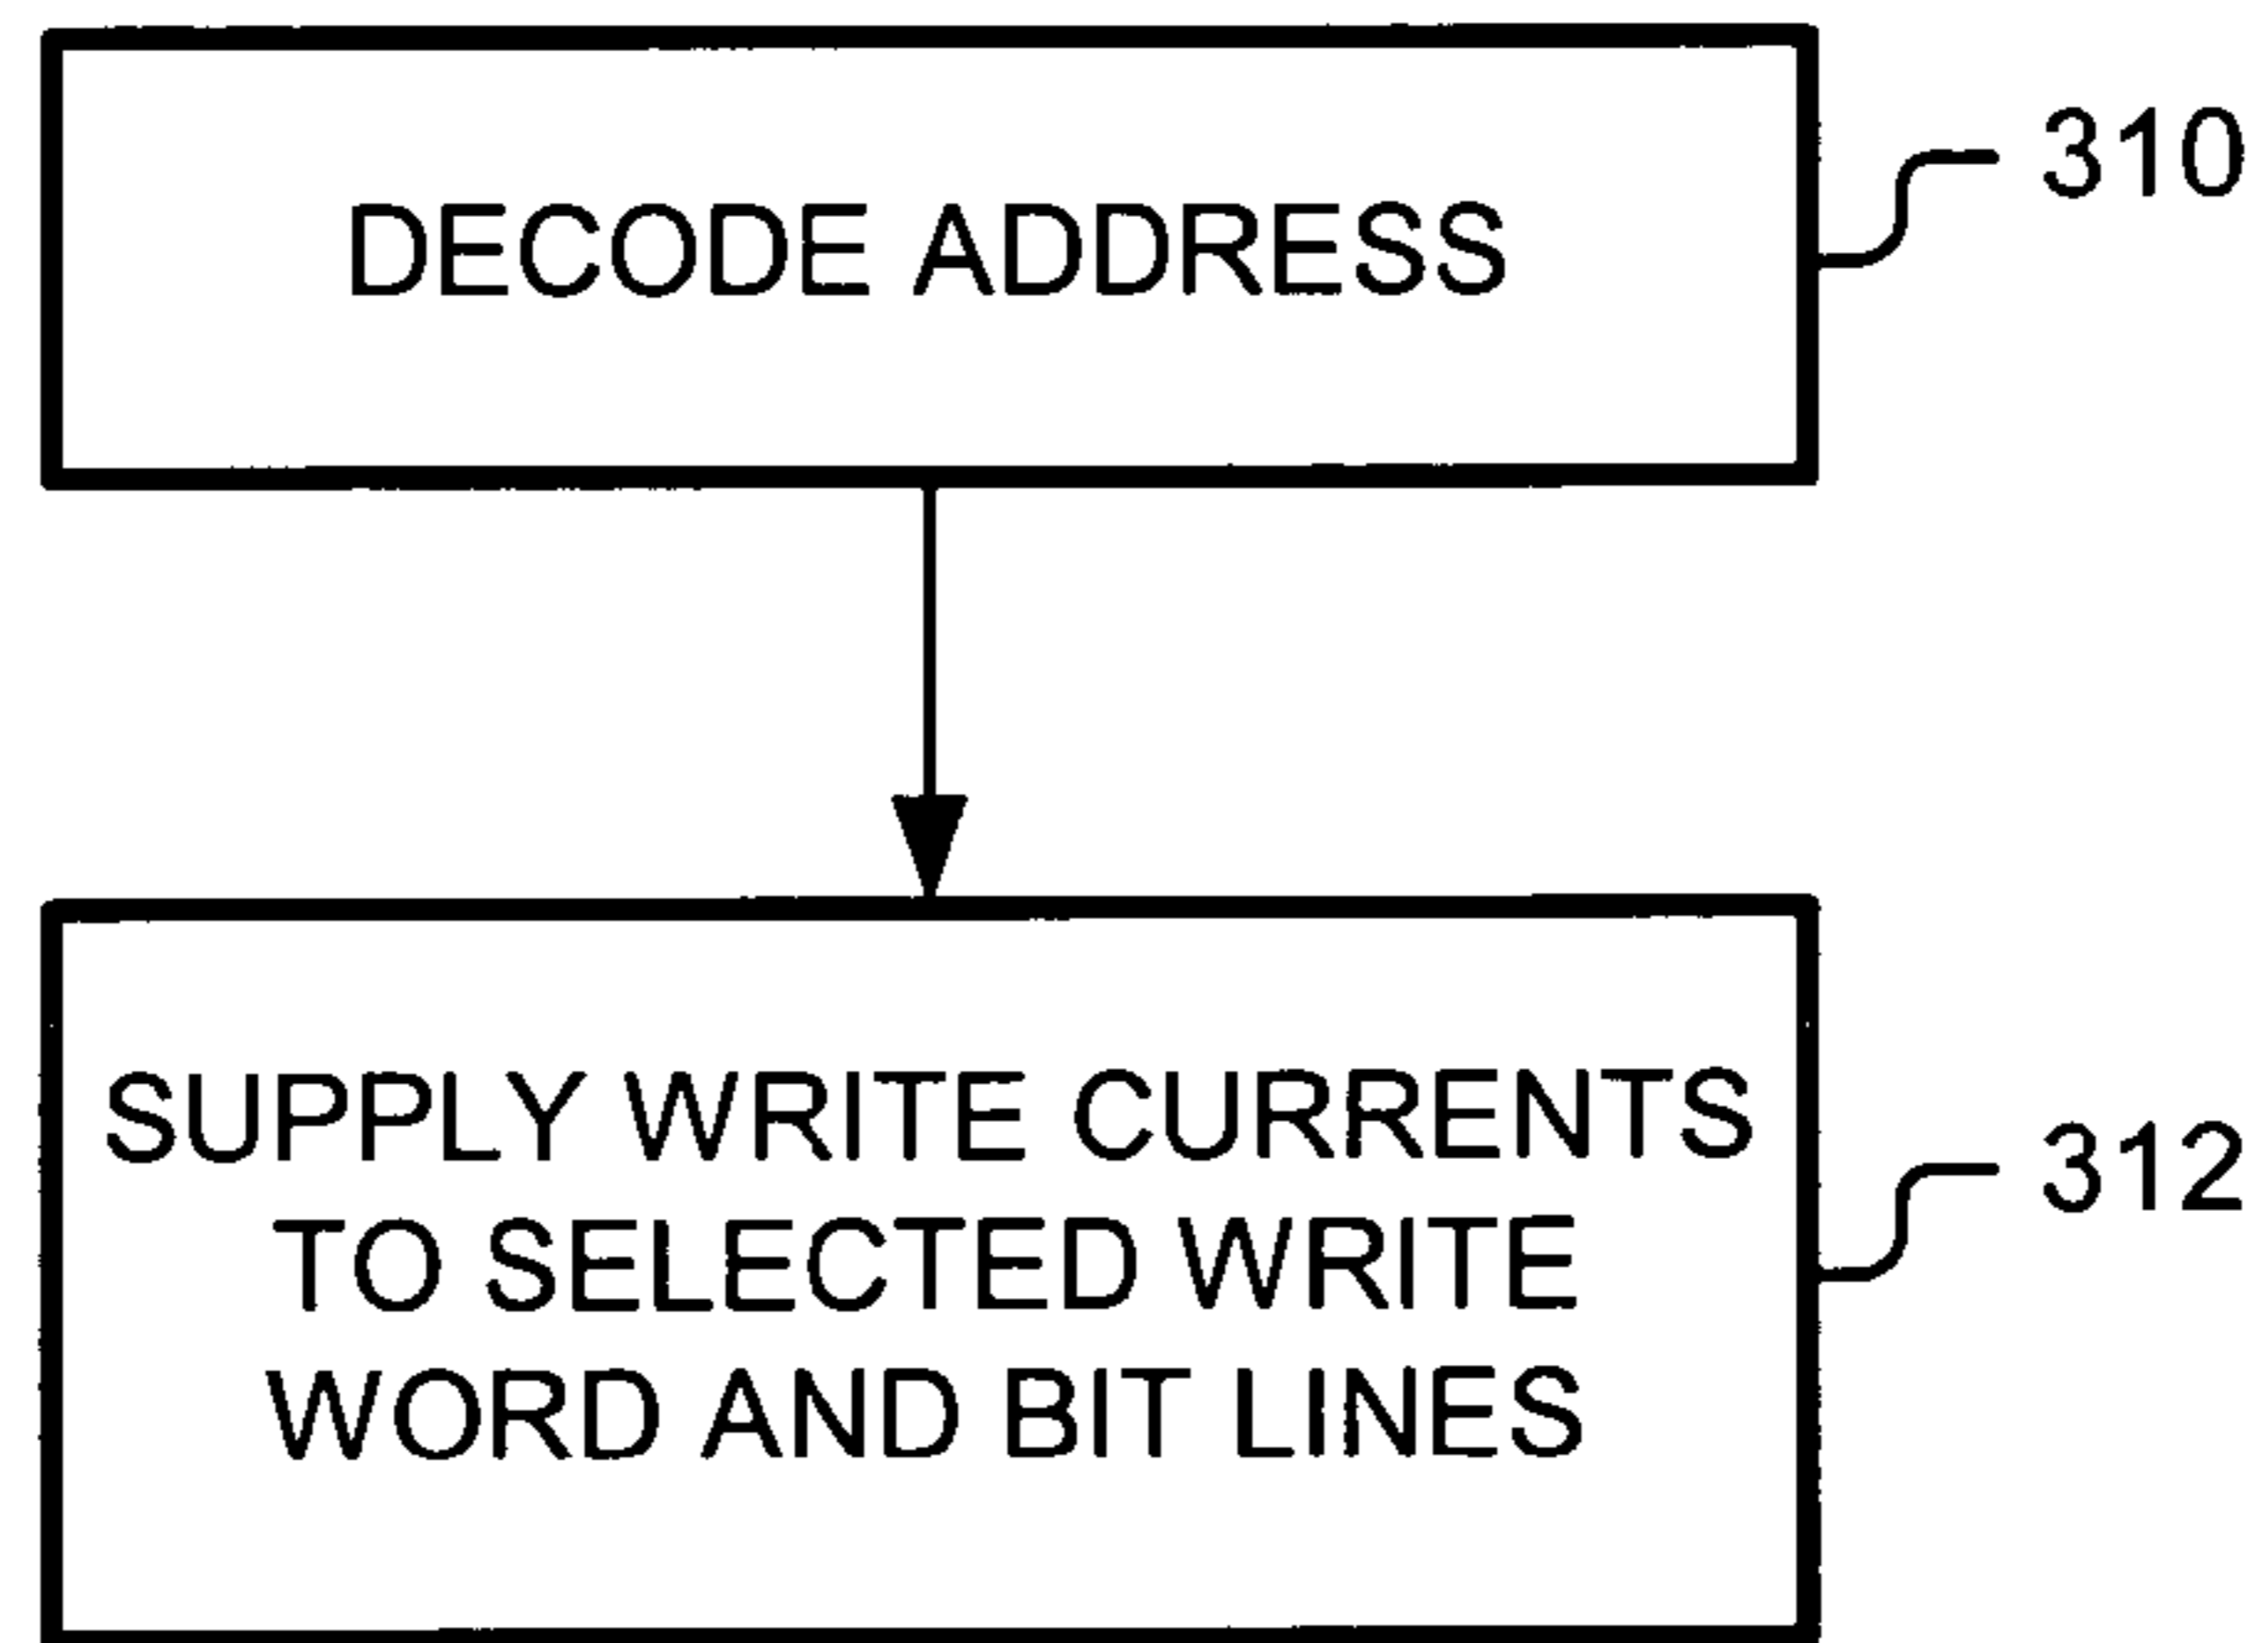 DECODE ADDRESS
310
SUPPLY WRITE CURRENTS
TO SELECTED WRITE
WORD AND BIT LINES
312